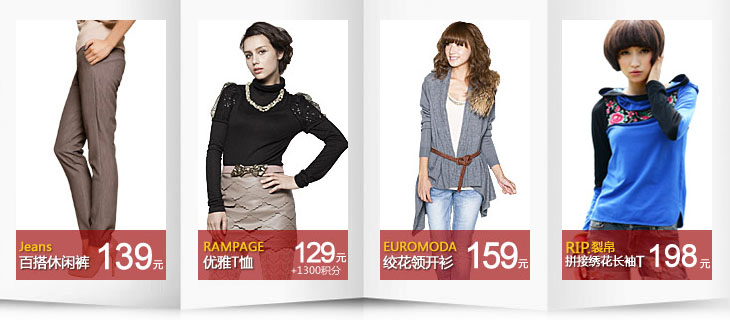 Jeans
百搭休闲裤 139元
RAMPAGE
优雅T恤 129元
+1300积分
EUROMODA
绞花领开衫 159元
RIP 裂帛
拼接绣花长袖T 198元